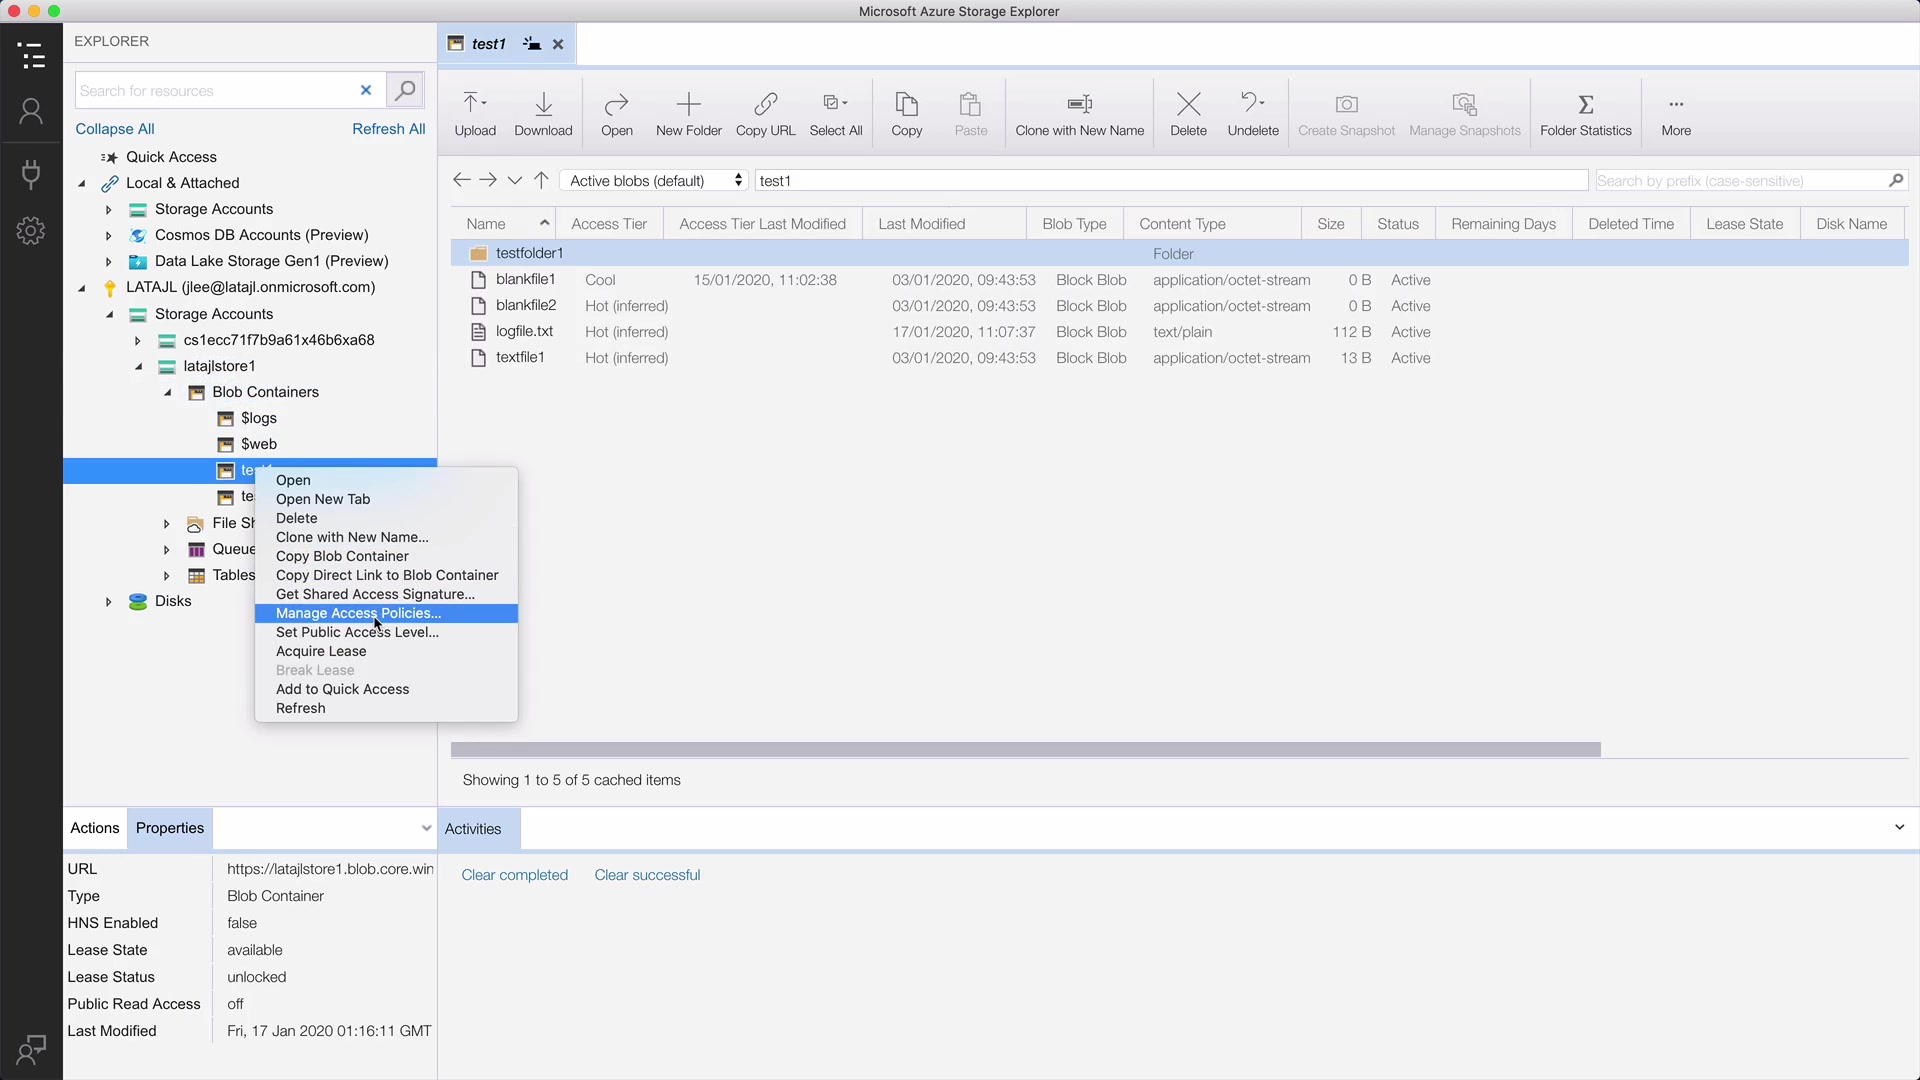 Microsoft Azure Storage Explorer
EXPLORER
Search for resources
Collapse All
Refresh All
Quick Access
Local & Attached
Storage Accounts
Cosmos DB Accounts (Preview)
Data Lake Storage Gen1 (Preview)
LATAJL (jlee@latajl.onmicrosoft.com)
Storage Accounts
cs1ecc71f7b9a61x46b6xa68
latajlstore1
Blob Containers
$logs
$web
File Sh
Queue
Tables
Disks
Open
Open New Tab
Delete
Clone with New Name...
Copy Blob Container
Copy Direct Link to Blob Container
Get Shared Access Signature...
Manage Access Policies...
Set Public Access Level...
Acquire Lease
Break Lease
Add to Quick Access
Refresh
test1
Upload Download Open New Folder Copy URL Select All Copy Paste Clone with New Name Delete Undelete Create Snapshot Manage Snapshots Folder Statistics More
Active blobs (default) test1 Search by prefix (case-sensitive)
Name Access Tier Access Tier Last Modified Last Modified Blob Type Content Type Size Status Remaining Days Deleted Time Lease State Disk Name
testfolder1 Folder
blankfile1 Cool 15/01/2020, 11:02:38 03/01/2020, 09:43:53 Block Blob application/octet-stream 0 B Active
blankfile2 Hot (inferred) 03/01/2020, 09:43:53 Block Blob application/octet-stream 0 B Active
logfile.txt Hot (inferred) 17/01/2020, 11:07:37 Block Blob text/plain 112 B Active
textfile1 Hot (inferred) 03/01/2020, 09:43:53 Block Blob application/octet-stream 13 B Active
Showing 1 to 5 of 5 cached items
Actions Properties
URL https://latajlstore1.blob.core.win
Type Blob Container
HNS Enabled false
Lease State available
Lease Status unlocked
Public Read Access off
Last Modified Fri, 17 Jan 2020 01:16:11 GMT
Activities
Clear completed Clear successful